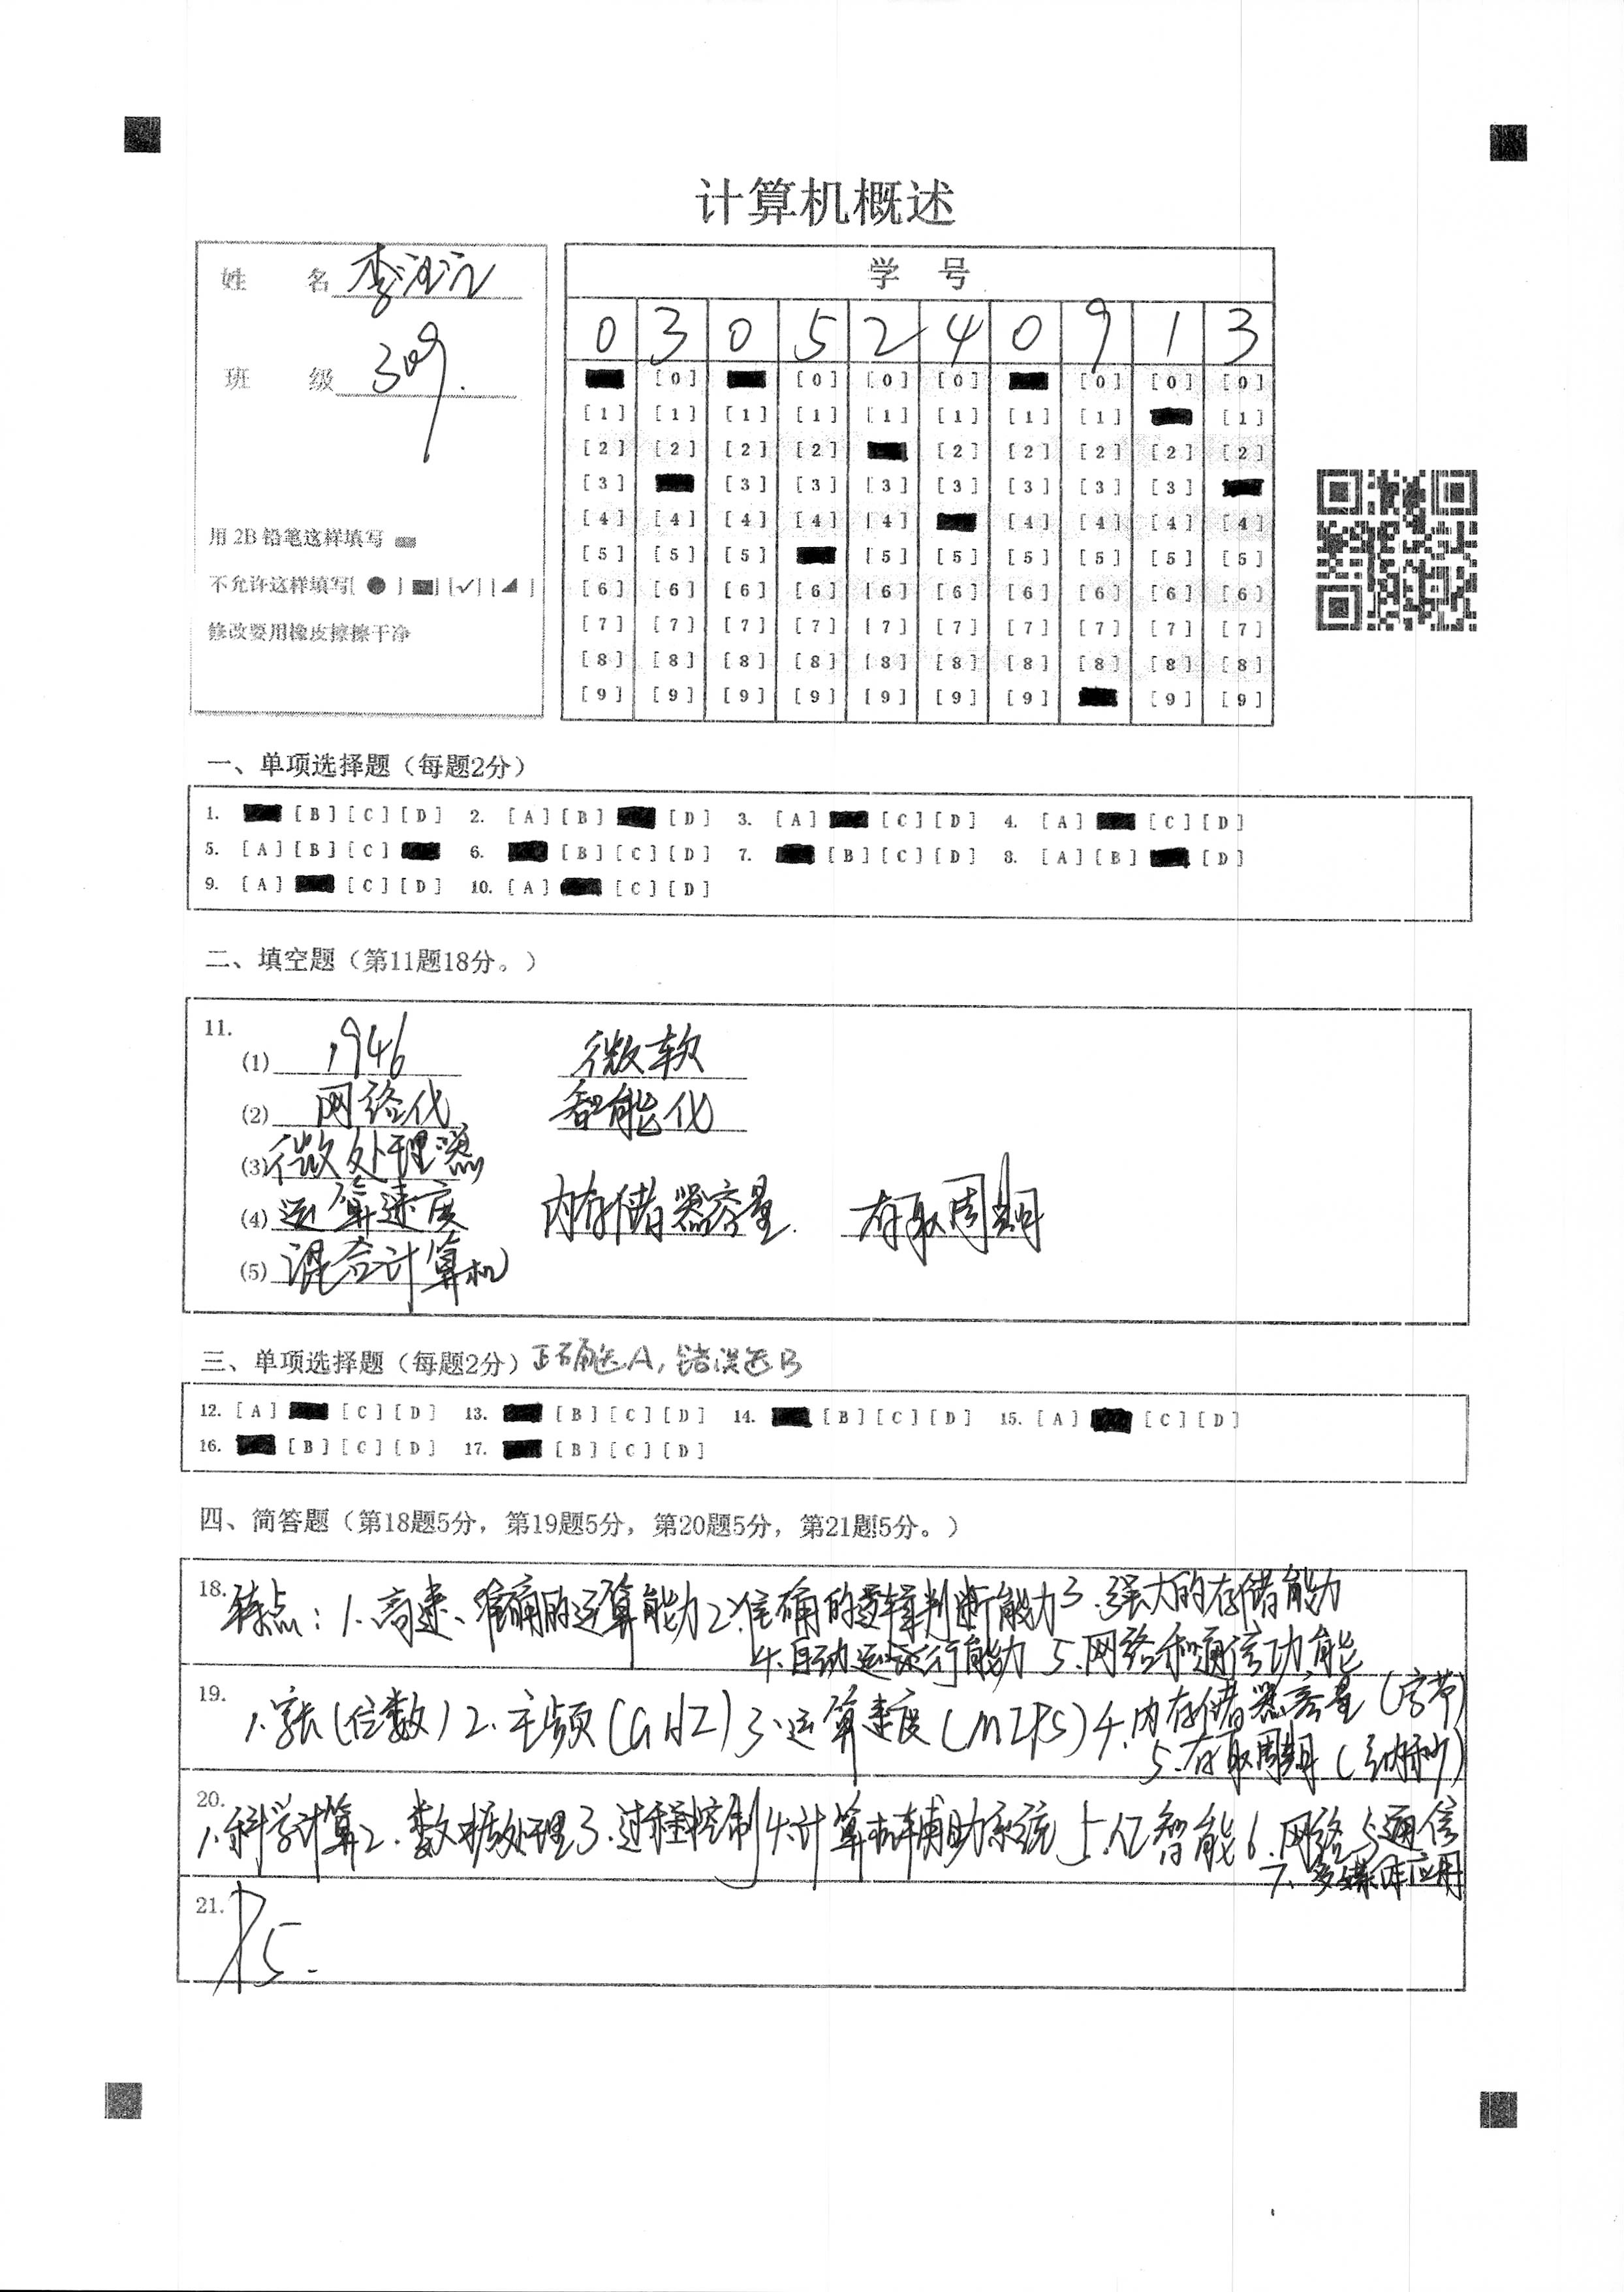 计算机概述
姓 名 李
班 级 309.
用 2B 铅笔这样填写
不允许这样填写[ ● ] [■] [✓] [◢ ]
修改要用橡皮擦擦干净
学 号
0 3 0 5 2 4 0 9 1 3
[0] [0] [0] [0] [0] [0] [0]
[1] [1] [1] [1] [1] [1] [1] [1] [1]
[2] [2] [2] [2] [2] [2] [2] [2] [2]
[3] [3] [3] [3] [3] [3] [3] [3]
[4] [4] [4] [4] [4] [4] [4] [4] [4]
[5] [5] [5] [5] [5] [5] [5] [5] [5]
[6] [6] [6] [6] [6] [6] [6] [6] [6] [6]
[7] [7] [7] [7] [7] [7] [7] [7] [7] [7]
[8] [8] [8] [8] [8] [8] [8] [8] [8] [8]
[9] [9] [9] [9] [9] [9] [9] [9] [9]
一、单项选择题（每题2分）
1. [B] [C] [D] 2. [A] [B] [D] 3. [A] [C] [D] 4. [A] [C] [D]
5. [A] [B] [C] 6. [B] [C] [D] 7. [B] [C] [D] 8. [A] [B] [D]
9. [A] [C] [D] 10. [A] [C] [D]
二、填空题（第11题18分。）
11.
(1) 1946 微软
(2) 网络化 智能化
(3) 微处理器
(4) 运算速度 内存储器容量. 存取周期
(5) 混合计算机
三、单项选择题（每题2分）正确选A, 错误选B
12. [A] [C] [D] 13. [B] [C] [D] 14. [B] [C] [D] 15. [A] [C] [D]
16. [B] [C] [D] 17. [B] [C] [D]
四、简答题（第18题5分，第19题5分，第20题5分，第21题5分。）
18. 特点：1.高速、准确的运算能力 2.准确的逻辑判断能力 3.强大的存储能力
4.自动运行能力 5.网络和通信功能
19. 1.字长(位数) 2.主频(GHZ) 3.运算速度(MIPS) 4.内存储器容量(字节)
5.存取周期(纳秒)
20. 1.科学计算 2.数据处理 3.过程控制 4.计算机辅助系统 5.人工智能 6.网络与通信
7.多媒体应用
21.